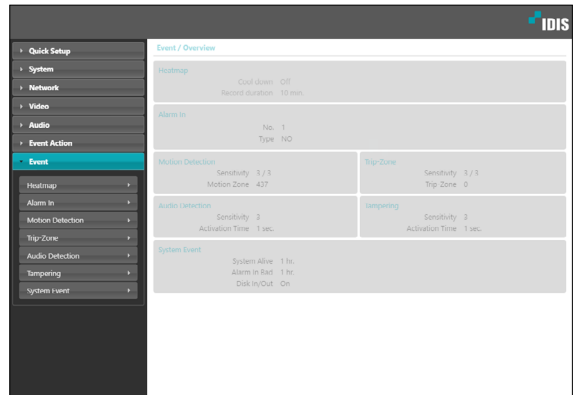 IDIS
Quick Setup
System
Network
Video
Audio
Event Action
Event
Heatmap
Alarm In
Motion Detection
Trip-Zone
Audio Detection
Tampering
System Event
Event / Overview
Heatmap
Cool-down Off
Record duration 10 min.
Alarm In
No. 1
Type NO
Motion Detection
Sensitivity 3 / 3
Motion Zone 437
Trip-Zone
Sensitivity 3 / 3
Trip Zone 0
Audio Detection
Sensitivity 3
Activation Time 1 sec.
Tampering
Sensitivity 3
Activation Time 1 sec.
System Event
System Alive 1 hr.
Alarm In Bad 1 hr.
Disk In/Out On